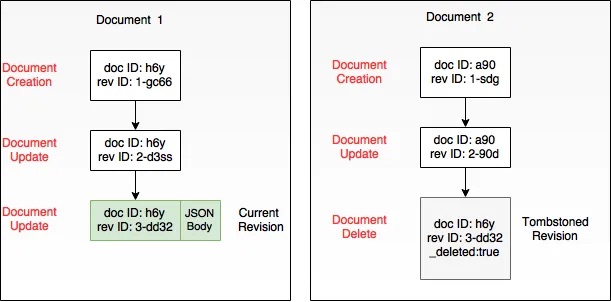 Document 1
Document
Creation
doc ID: h6y
rev ID: 1-gc66
Document
Update
doc ID: h6y
rev ID: 2-d3ss
Document
Update
doc ID: h6y
rev ID: 3-dd32
JSON
Body
Current
Revision
Document 2
Document
Creation
doc ID: a90
rev ID: 1-sdg
Document
Update
doc ID: a90
rev ID: 2-90d
Document
Delete
doc ID: h6y
rev ID: 3-dd32
_deleted:true
Tombstoned
Revision